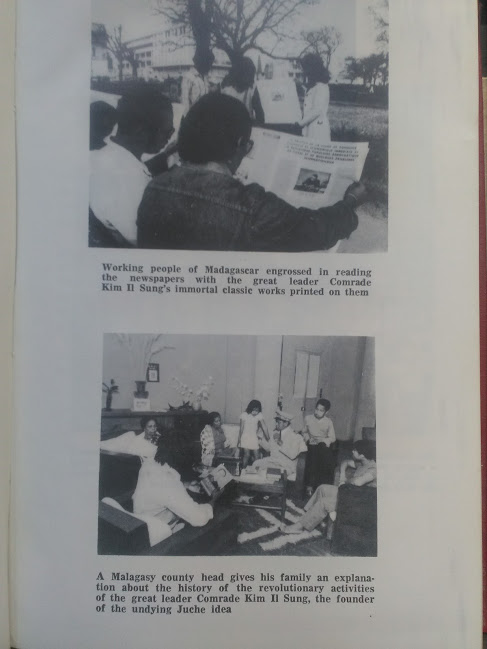 Working people of Madagascar engrossed in reading
the newspapers with the great leader Comrade
Kim Il Sung's immortal classic works printed on them
A Malagasy county head gives his family an explana-
tion about the history of the revolutionary activities
of the great leader Comrade Kim Il Sung, the founder
of the undying Juche idea